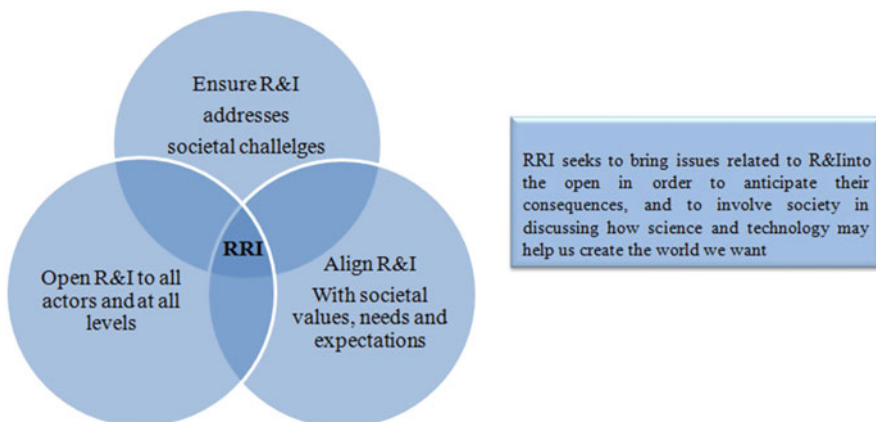 Ensure R&I
addresses
societal challelges
RRI
Open R&I to all
actors and at all
levels
Align R&I
With societal
values, needs and
expectations
RRI seeks to bring issues related to R&Iinto
the open in order to anticipate their
consequences, and to involve society in
discussing how science and technology may
help us create the world we want